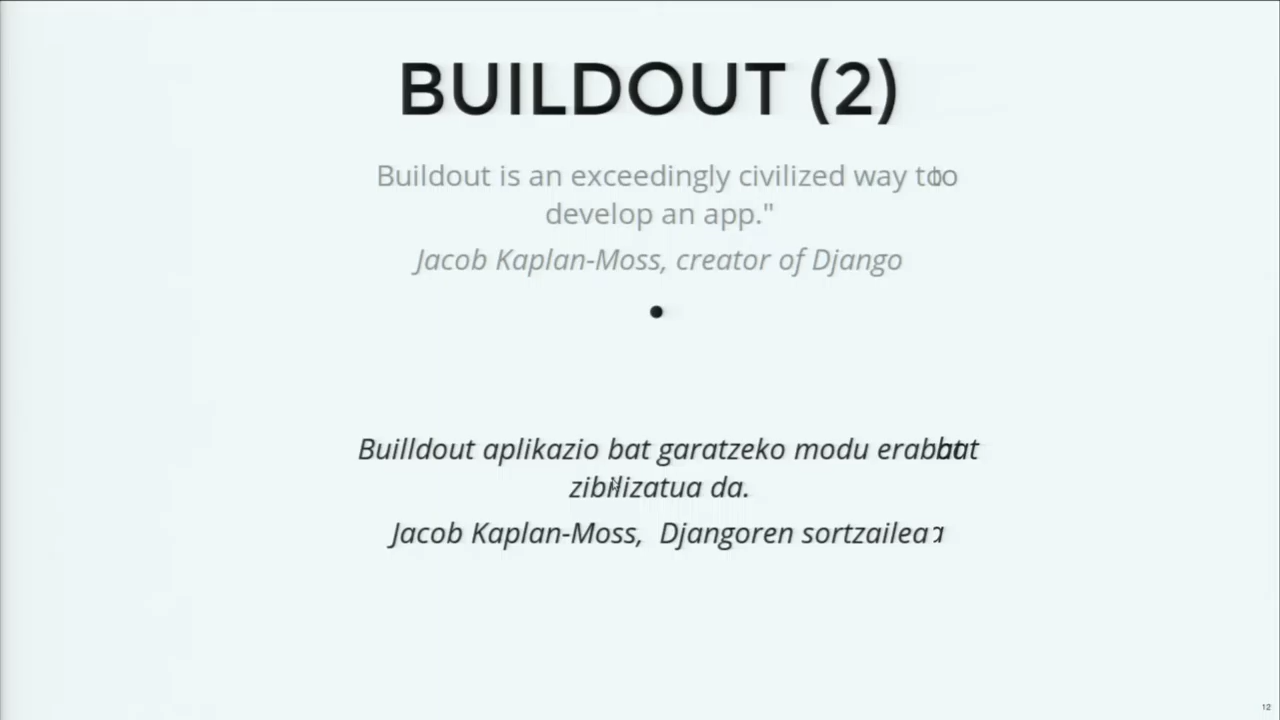 BUILDOUT (2)
Buildout is an exceedingly civilized way to
develop an app."
Jacob Kaplan-Moss, creator of Django
Builldout aplikazio bat garatzeko modu erabat
zibilizatua da.
Jacob Kaplan-Moss, Djangoren sortzailea
12